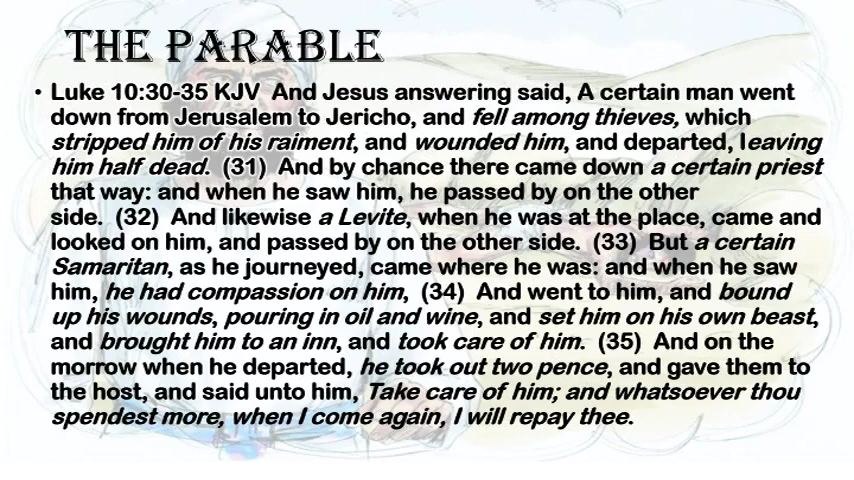 THE PARABLE
• Luke 10:30-35 KJV  And Jesus answering said, A certain man went
down from Jerusalem to Jericho, and fell among thieves, which
stripped him of his raiment, and wounded him, and departed, leaving
him half dead.  (31)  And by chance there came down a certain priest
that way: and when he saw him, he passed by on the other
side.  (32)  And likewise a Levite, when he was at the place, came and
looked on him, and passed by on the other side.  (33)  But a certain
Samaritan, as he journeyed, came where he was: and when he saw
him, he had compassion on him,  (34)  And went to him, and bound
up his wounds, pouring in oil and wine, and set him on his own beast,
and brought him to an inn, and took care of him.  (35)  And on the
morrow when he departed, he took out two pence, and gave them to
the host, and said unto him, Take care of him; and whatsoever thou
spendest more, when I come again, I will repay thee.